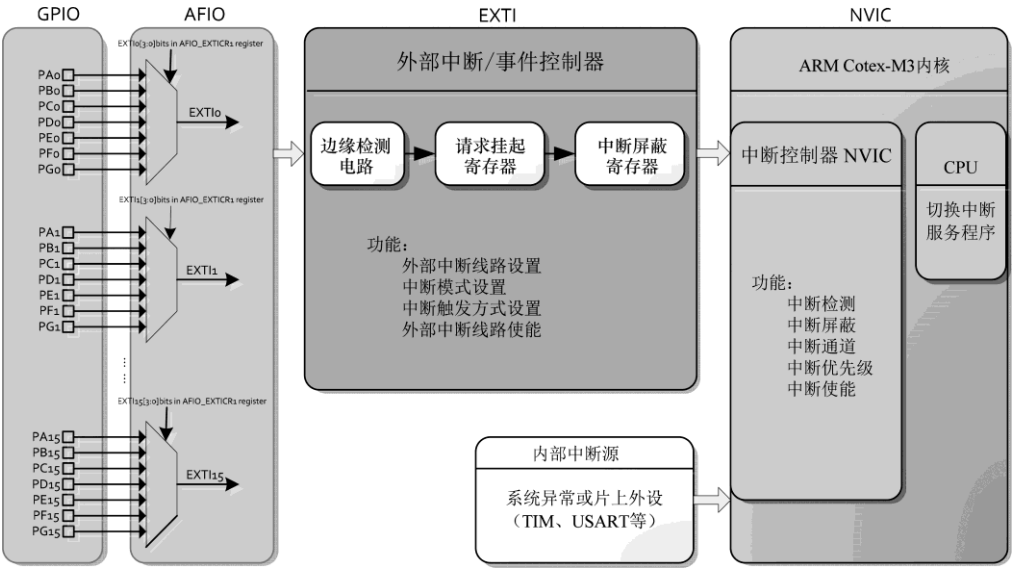 GPIO
AFIO
EXTI
NVIC
EXTI0[3:0]bits in AFIO_EXTICR1 register
PA0
PB0
PC0
PD0
PE0
PF0
PG0
EXTI0
EXTI1[3:0]bits in AFIO_EXTICR1 register
PA1
PB1
PC1
PD1
PE1
PF1
PG1
EXTI1
... ...
EXTI15[3:0]bits in AFIO_EXTICR1 register
PA15
PB15
PC15
PD15
PE15
PF15
PG15
EXTI15
外部中断/事件控制器
边缘检测
电路
请求挂起
寄存器
中断屏蔽
寄存器
功能：
外部中断线路设置
中断模式设置
中断触发方式设置
外部中断线路使能
内部中断源
系统异常或片上外设
（TIM、USART等）
ARM Cotex-M3内核
中断控制器 NVIC
功能：
中断检测
中断屏蔽
中断通道
中断优先级
中断使能
CPU
切换中断
服务程序